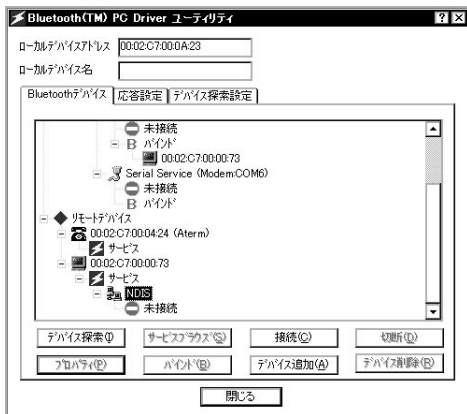 Bluetooth(TM) PC Driver ユーティリティ
ローカルデバイスアドレス 00:02:C7:00:0A:23
ローカルデバイス名
Bluetoothデバイス 応答設定 デバイス探索設定
未接続
B バインド
00:02:C7:00:00:73
Serial Service (Modem:COM6)
未接続
B バインド
リモートデバイス
00:02:C7:00:04:24 (Aterm)
サービス
00:02:C7:00:00:73
サービス
NDIS
未接続
デバイス探索(I) サービスブラウズ(S) 接続(C) 切断(D)
プロパティ(P) バインド(B) デバイス追加(A) デバイス削除(R)
閉じる